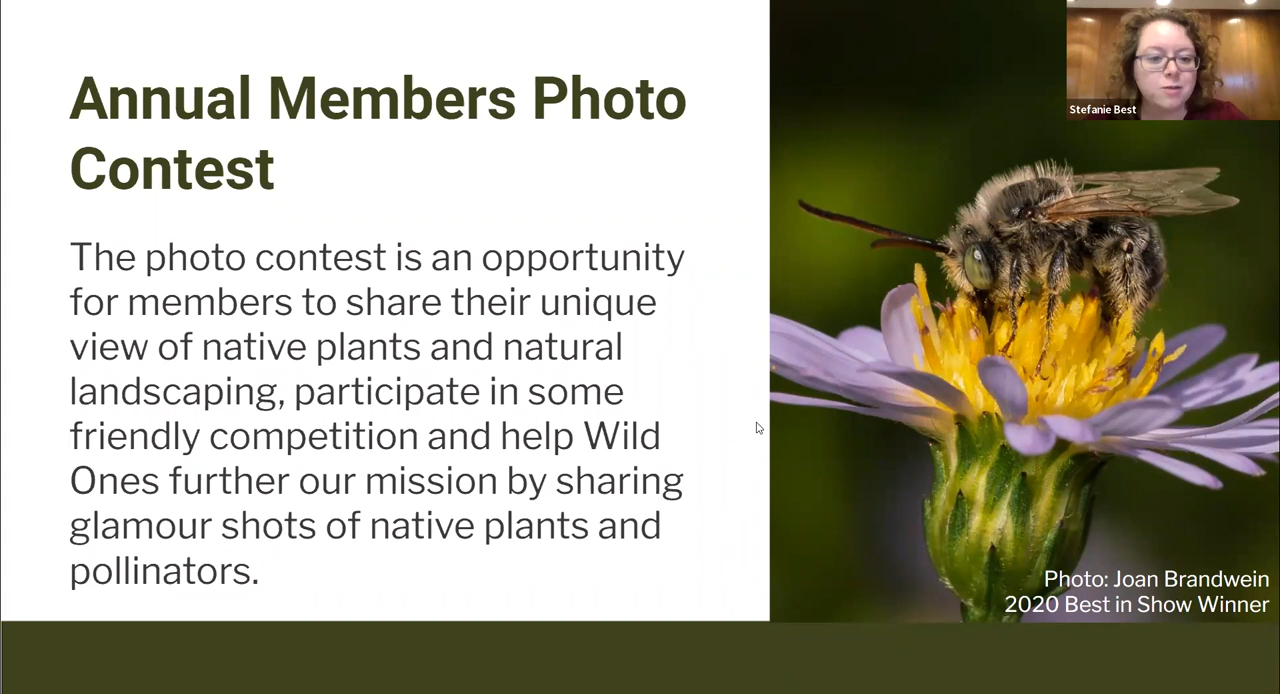 Annual Members Photo
Contest
The photo contest is an opportunity
for members to share their unique
view of native plants and natural
landscaping, participate in some
friendly competition and help Wild
Ones further our mission by sharing
glamour shots of native plants and
pollinators.
Stefanie Best
Photo: Joan Brandwein
2020 Best in Show Winner